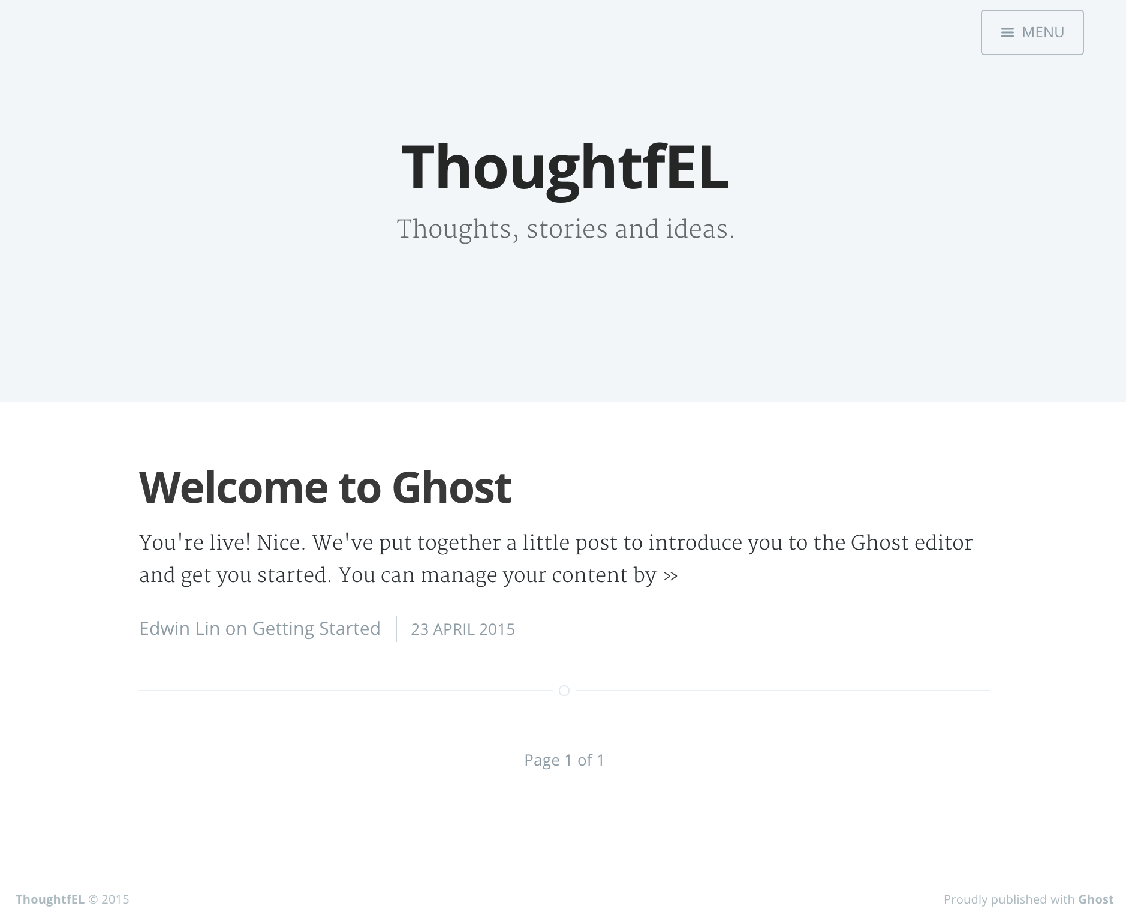 MENU
ThoughtfEL
Thoughts, stories and ideas.
Welcome to Ghost
You're live! Nice. We've put together a little post to introduce you to the Ghost editor
and get you started. You can manage your content by »
Edwin Lin on Getting Started | 23 APRIL 2015
Page 1 of 1
ThoughtfEL © 2015
Proudly published with Ghost